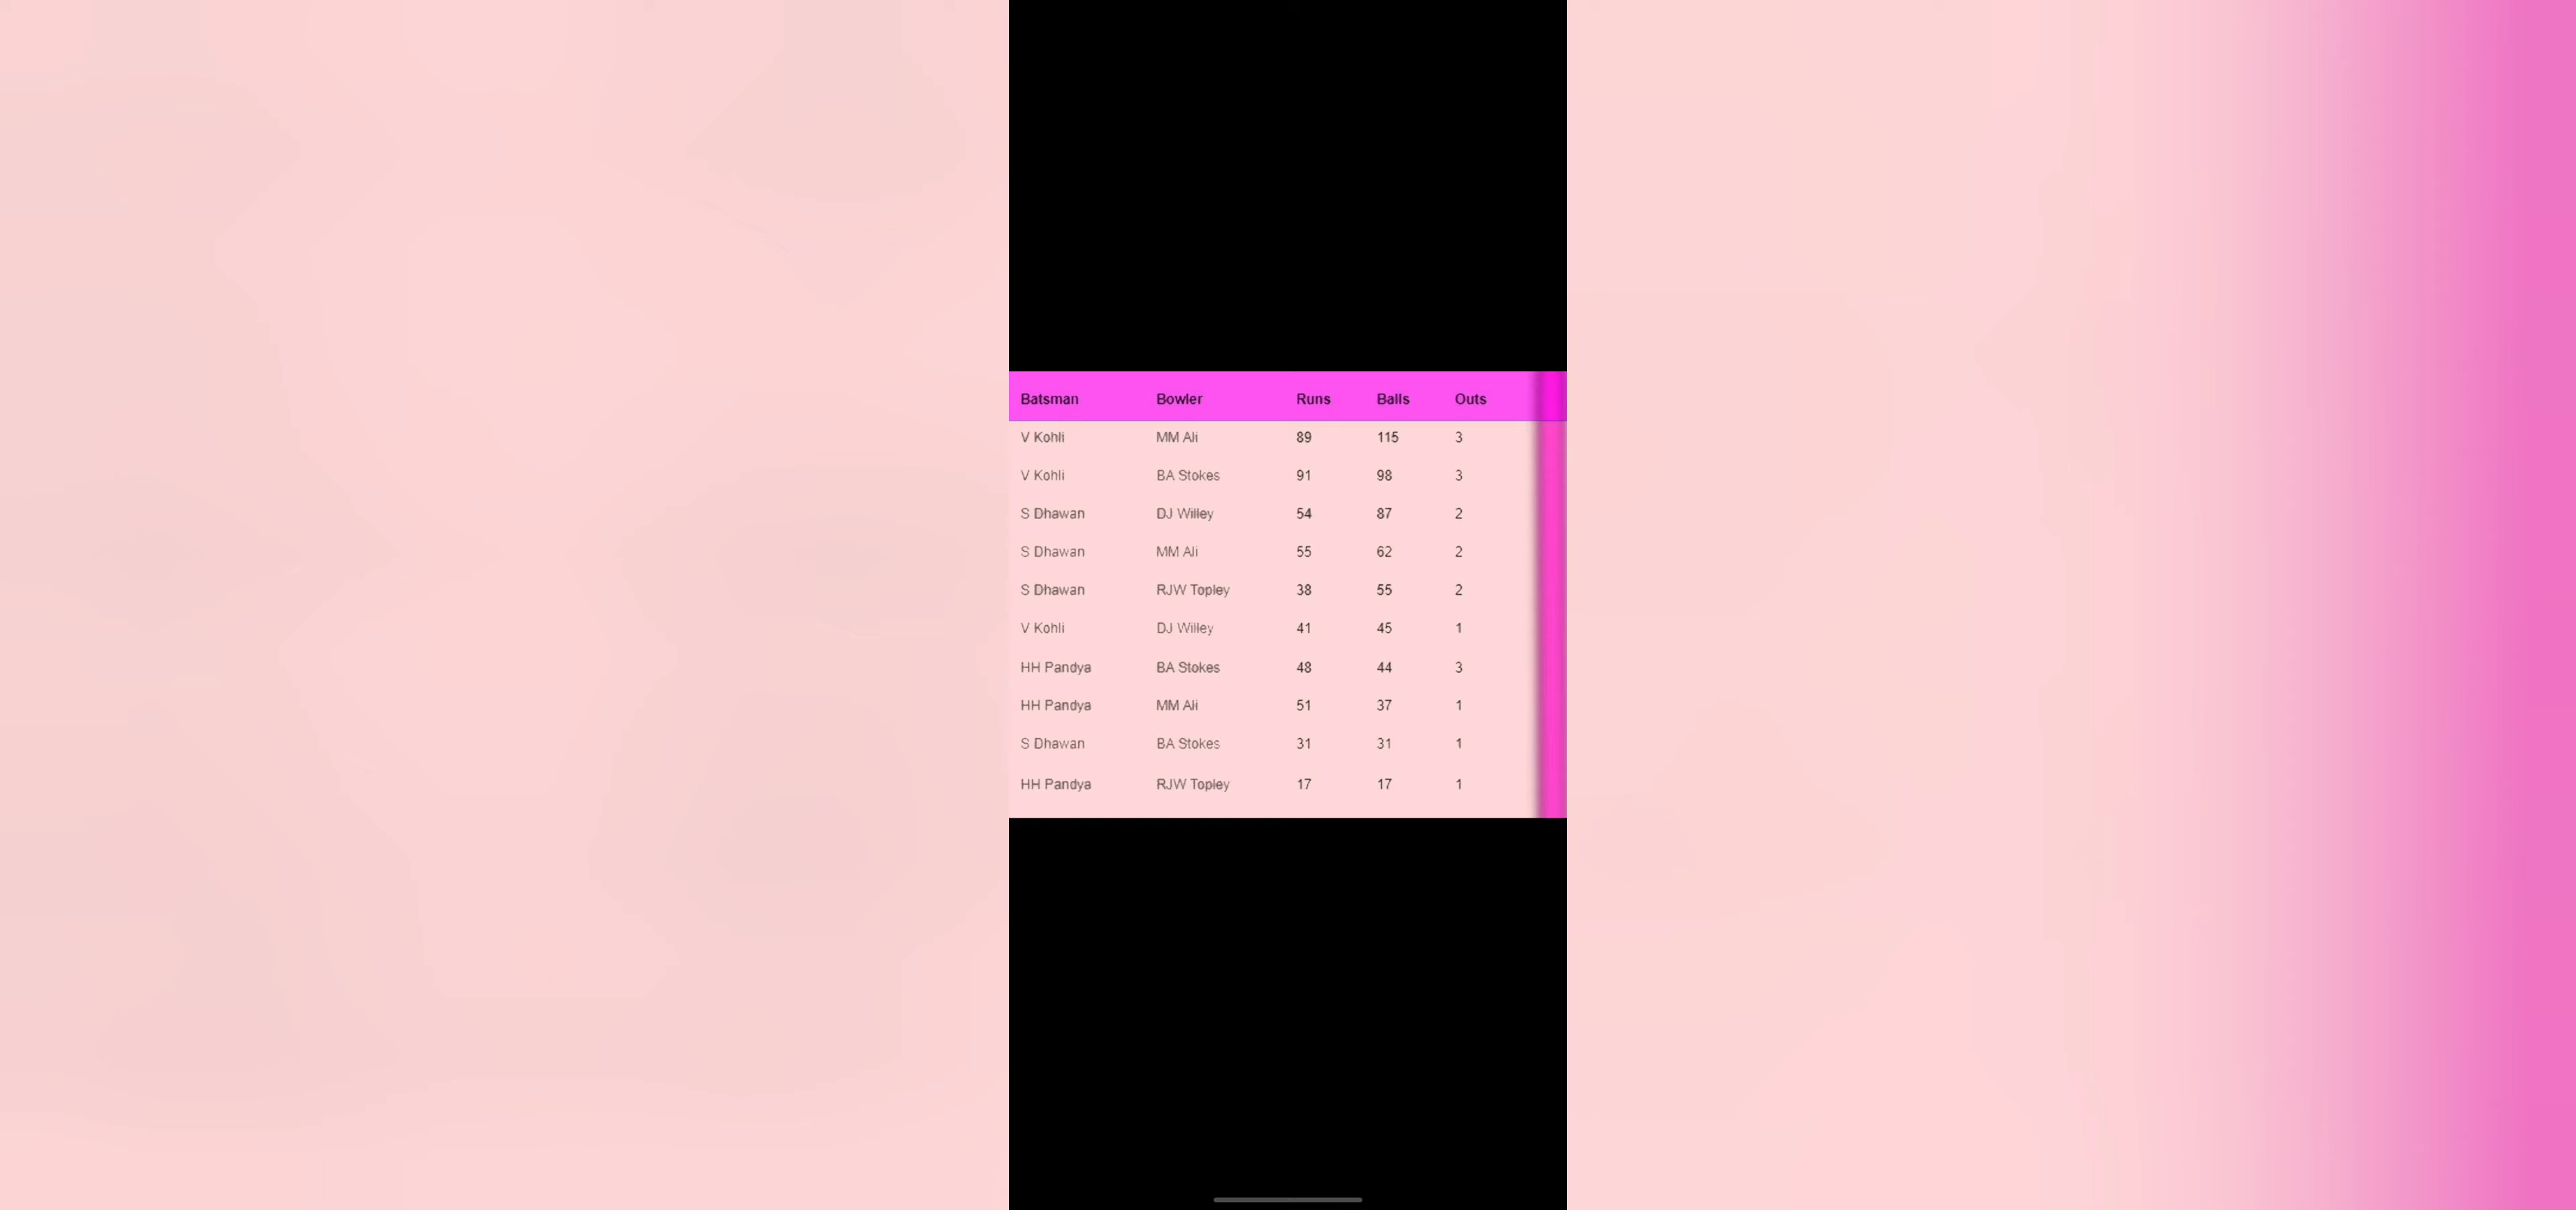 Batsman Bowler Runs Balls Outs
V Kohli MM Ali 89 115 3
V Kohli BA Stokes 91 98 3
S Dhawan DJ Willey 54 87 2
S Dhawan MM Ali 55 62 2
S Dhawan RJW Topley 38 55 2
V Kohli DJ Willey 41 45 1
HH Pandya BA Stokes 48 44 3
HH Pandya MM Ali 51 37 1
S Dhawan BA Stokes 31 31 1
HH Pandya RJW Topley 17 17 1